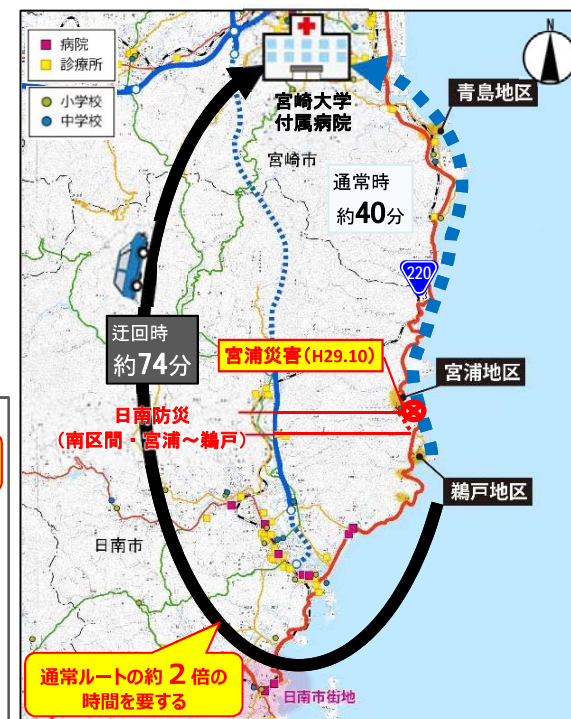 病院
診療所
小学校
中学校
N
宮崎大学
付属病院
青島地区
宮崎市
通常時
約40分
220
迂回時
約74分
宮浦災害(H29.10)
宮浦地区
日南防災
(南区間・宮浦～鵜戸)
鵜戸地区
日南市
通常ルートの約2倍の
時間を要する
日南市街地